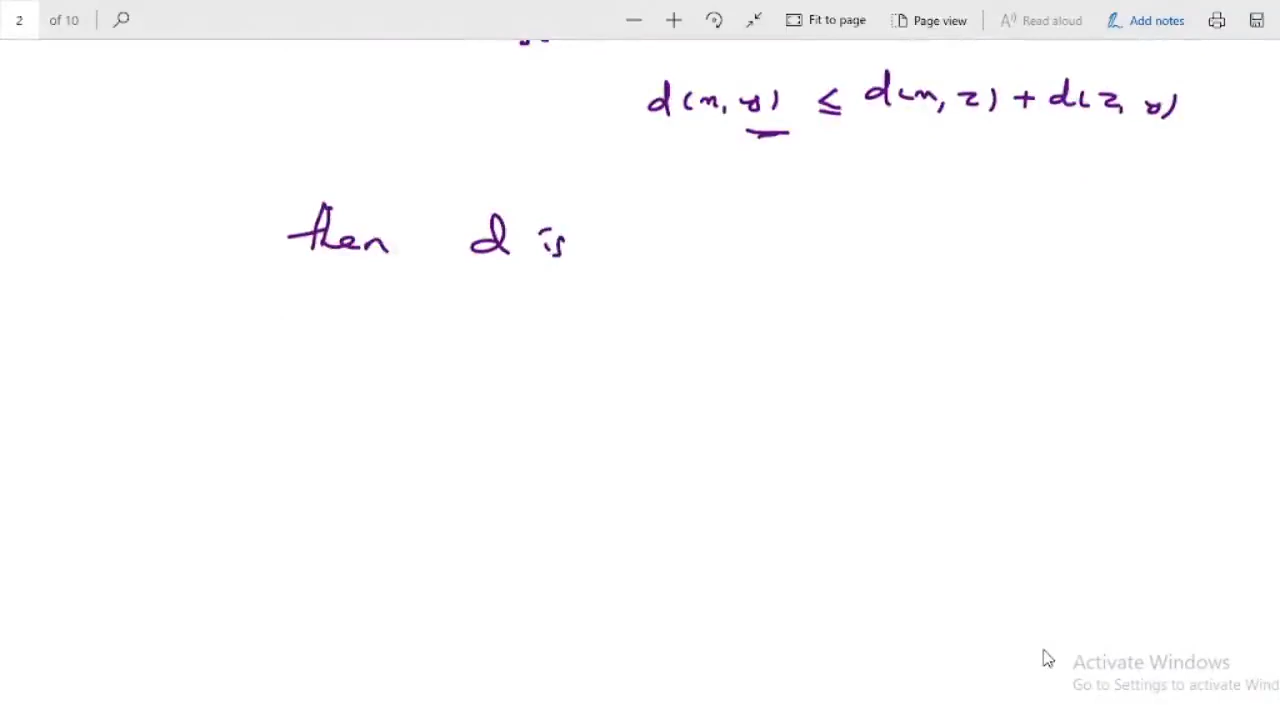 2 of 10 Fit to page Page view Read aloud Add notes
d(x, y) ≤ d(x, z) + d(z, y)
then d is
Activate Windows
Go to Settings to activate Wind